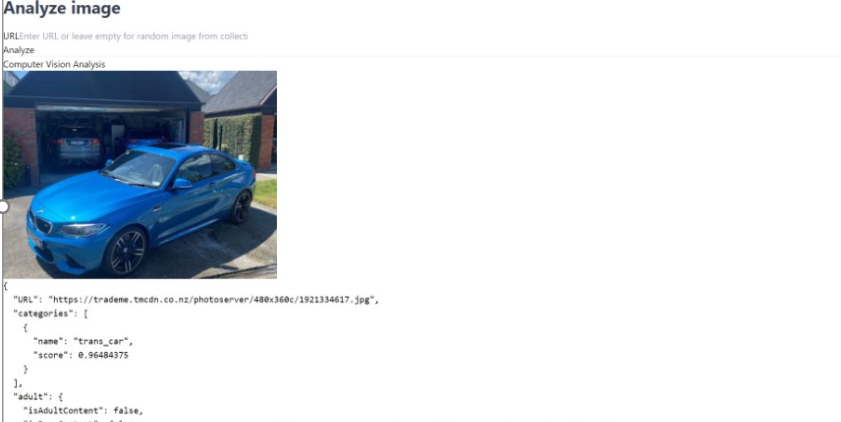 Analyze image
URLEnter URL or leave empty for random image from collecti
Analyze
Computer Vision Analysis
{
"URL": "https://trademe.tmcdn.co.nz/photoserver/480x360c/1921334617.jpg",
"categories": [
{
"name": "trans_car",
"score": 0.96484375
}
],
"adult": {
"isAdultContent": false,